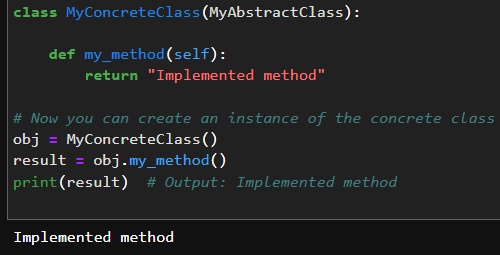 class MyConcreteClass(MyAbstractClass):
    def my_method(self):
        return "Implemented method"
# Now you can create an instance of the concrete class
obj = MyConcreteClass()
result = obj.my_method()
print(result)  # Output: Implemented method
Implemented method